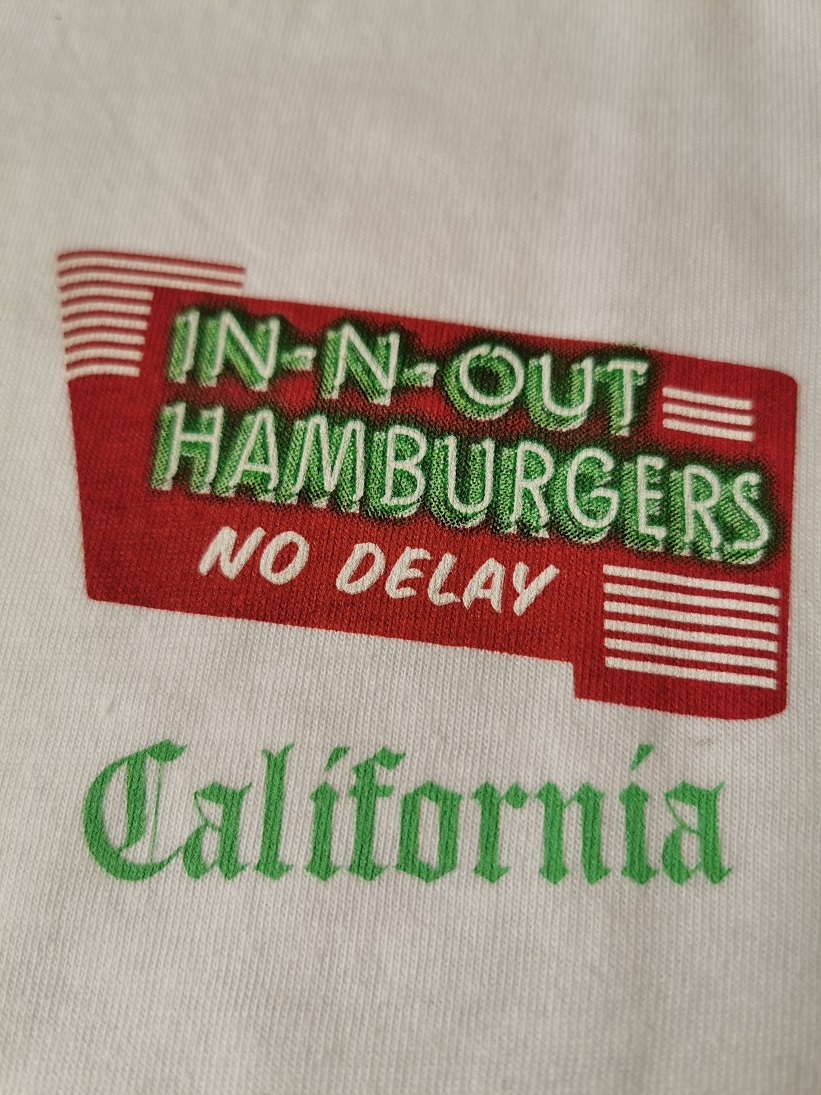 IN-N-OUT
HAMBURGERS
NO DELAY
California